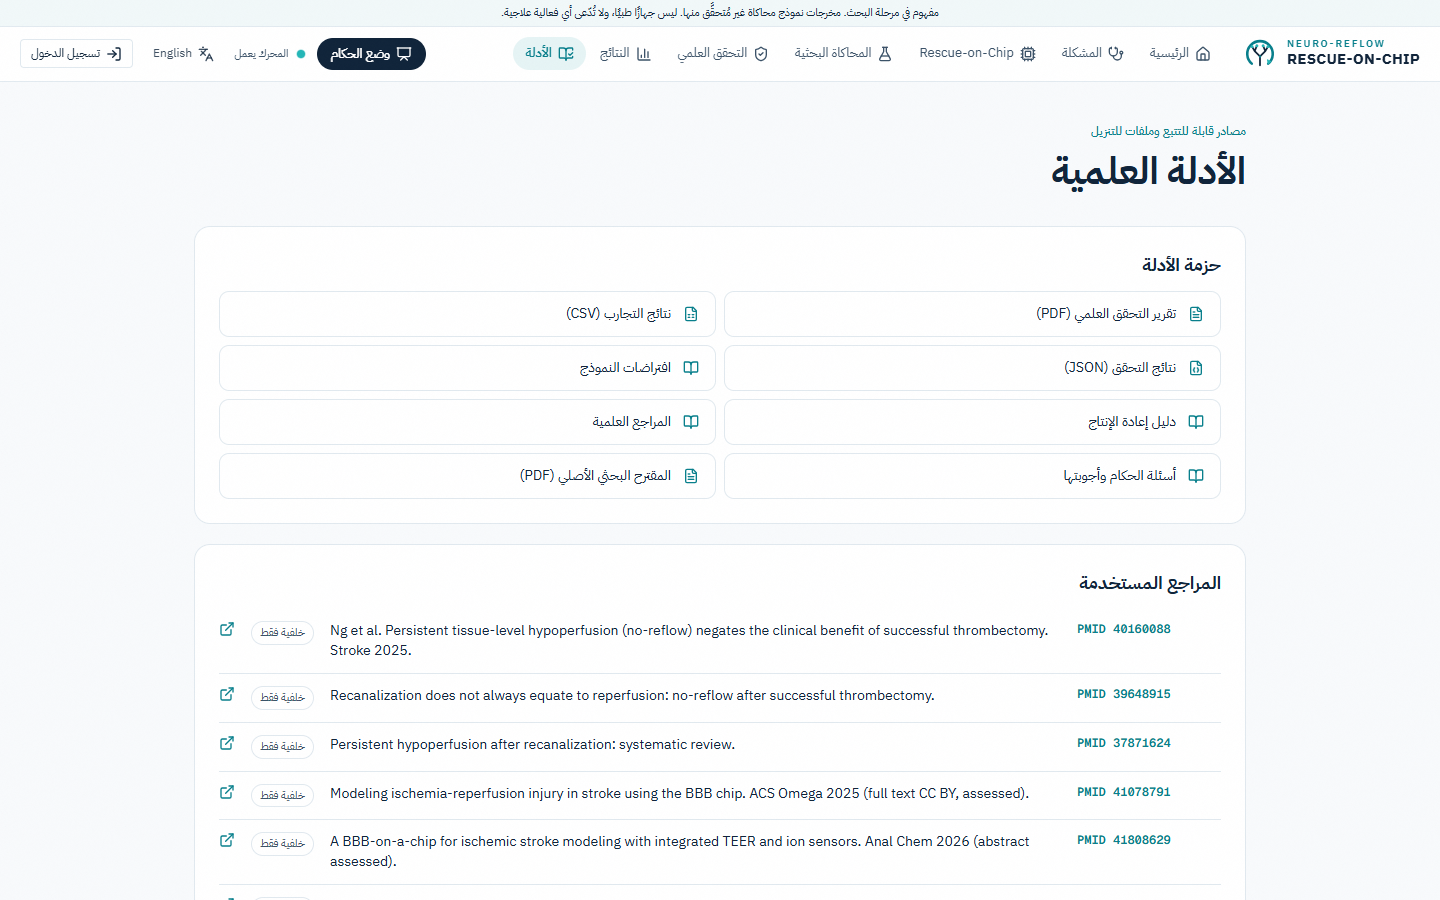 مفهوم في مرحلة البحث. مخرجات نموذج محاكاة غير مُتحقَّق منها. ليس جهازًا طبيًا، ولا تُدّعى أي فعالية علاجية.
NEURO-REFLOW
RESCUE-ON-CHIP
الرئيسية
المشكلة
Rescue-on-Chip
المحاكاة البحثية
التحقق العلمي
النتائج
الأدلة
وضع الحكام
المحرك يعمل
English
تسجيل الدخول
مصادر قابلة للتتبع وملفات للتنزيل
الأدلة العلمية
حزمة الأدلة
تقرير التحقق العلمي (PDF)
نتائج التجارب (CSV)
نتائج التحقق (JSON)
افتراضات النموذج
دليل إعادة الإنتاج
المراجع العلمية
أسئلة الحكام وأجوبتها
المقترح البحثي الأصلي (PDF)
المراجع المستخدمة
PMID 40160088
Ng et al. Persistent tissue-level hypoperfusion (no-reflow) negates the clinical benefit of successful thrombectomy.
Stroke 2025.
خلفية فقط
PMID 39648915
Recanalization does not always equate to reperfusion: no-reflow after successful thrombectomy.
خلفية فقط
PMID 37871624
Persistent hypoperfusion after recanalization: systematic review.
خلفية فقط
PMID 41078791
Modeling ischemia-reperfusion injury in stroke using the BBB chip. ACS Omega 2025 (full text CC BY, assessed).
خلفية فقط
PMID 41808629
A BBB-on-a-chip for ischemic stroke modeling with integrated TEER and ion sensors. Anal Chem 2026 (abstract
assessed).
خلفية فقط